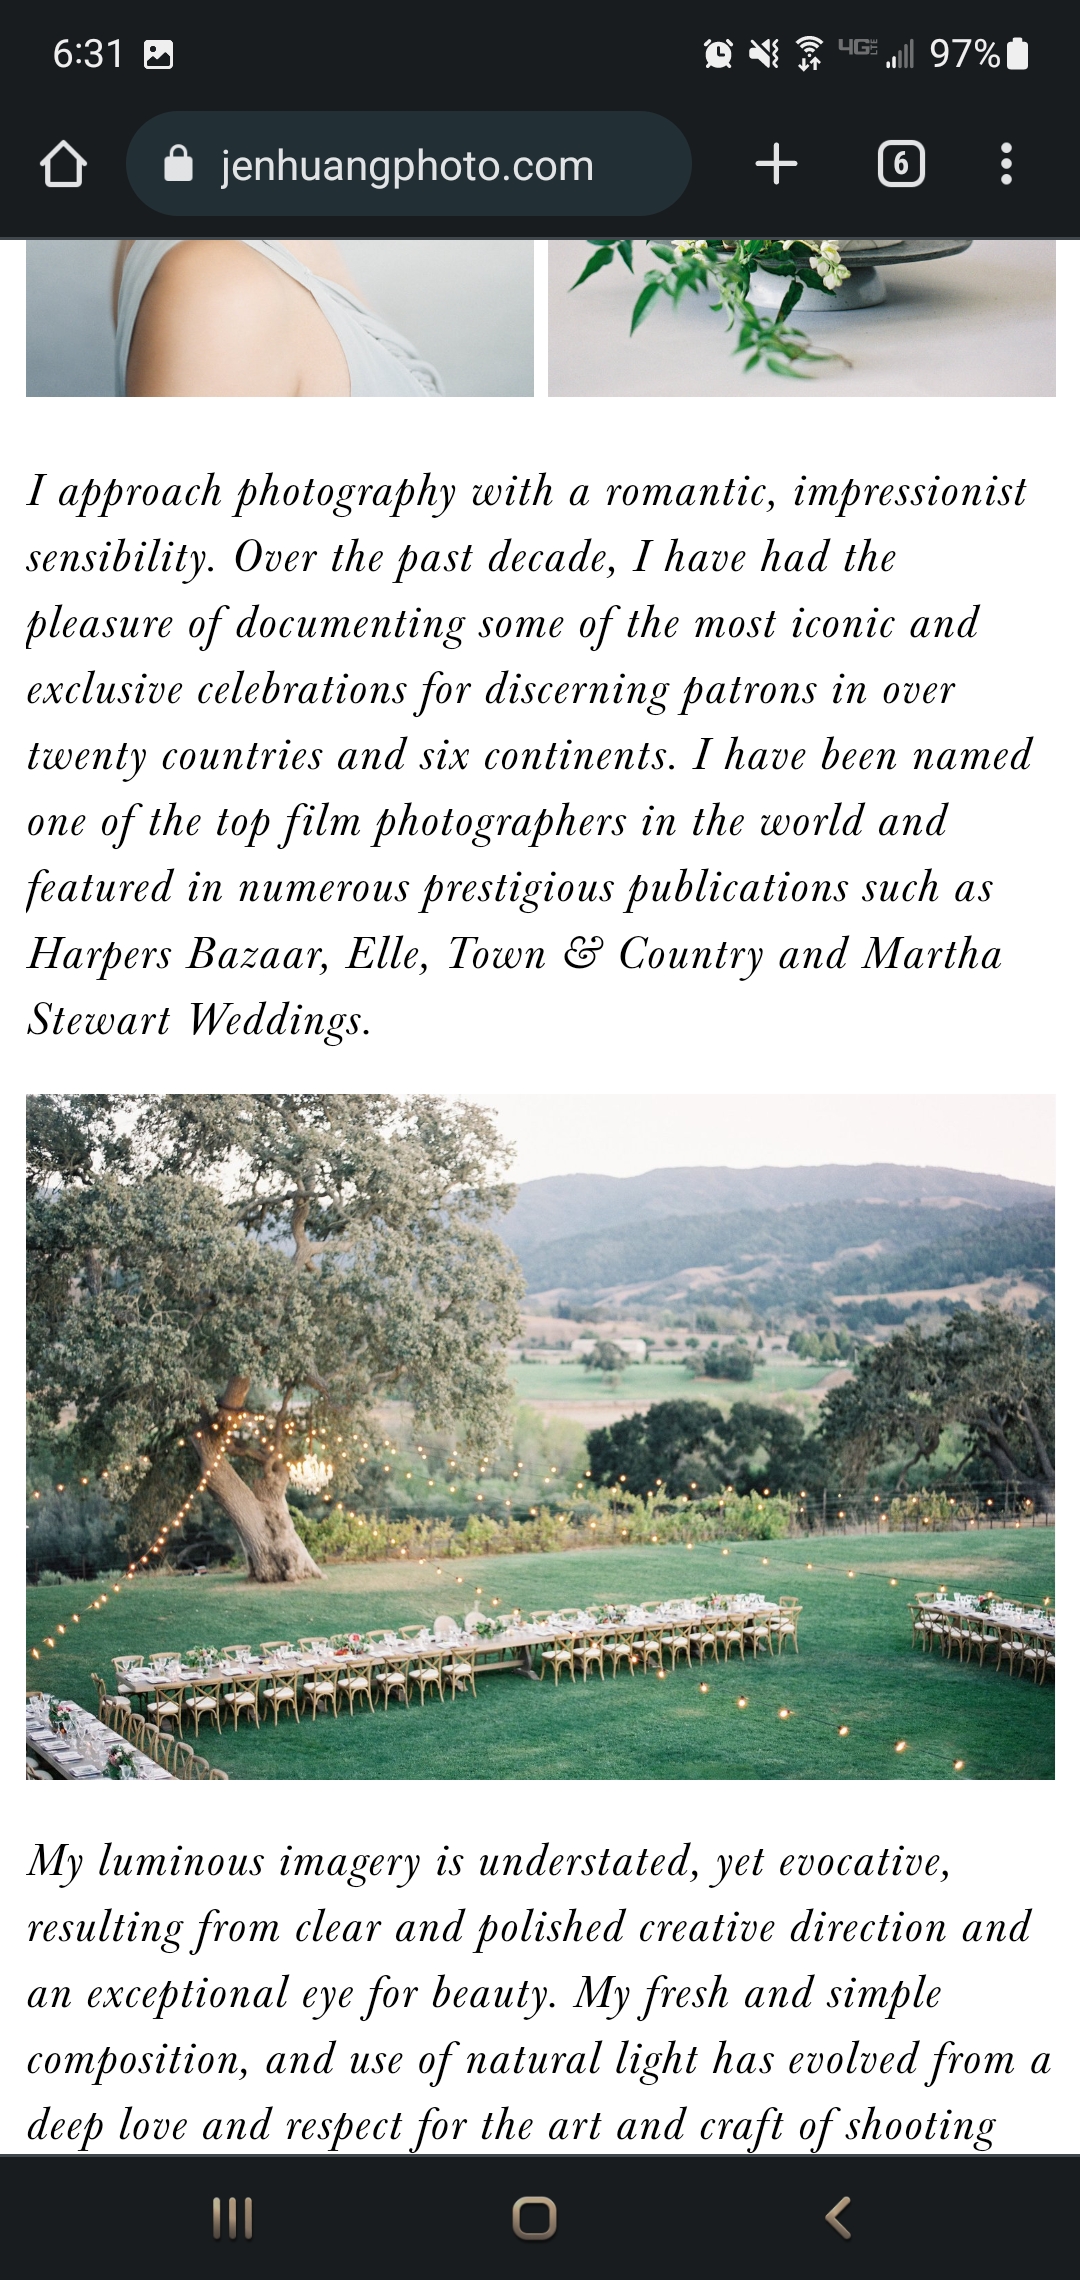 6:31 4G LTE 97%
jenhuangphoto.com 6
I approach photography with a romantic, impressionist
sensibility. Over the past decade, I have had the
pleasure of documenting some of the most iconic and
exclusive celebrations for discerning patrons in over
twenty countries and six continents. I have been named
one of the top film photographers in the world and
featured in numerous prestigious publications such as
Harpers Bazaar, Elle, Town & Country and Martha
Stewart Weddings.
My luminous imagery is understated, yet evocative,
resulting from clear and polished creative direction and
an exceptional eye for beauty. My fresh and simple
composition, and use of natural light has evolved from a
deep love and respect for the art and craft of shooting